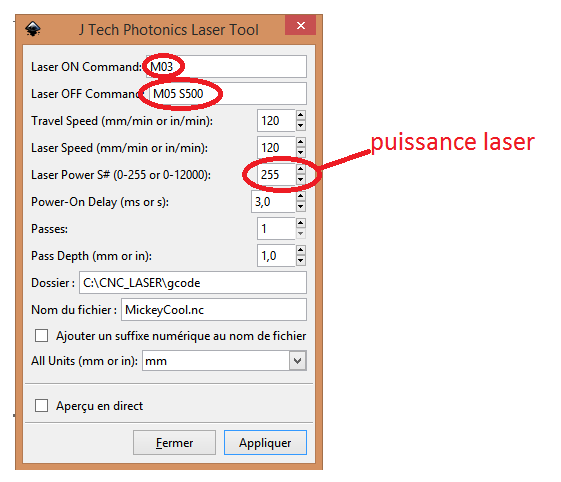 J Tech Photonics Laser Tool
Laser ON Command: M03
Laser OFF Command: M05 S500
Travel Speed (mm/min or in/min): 120
Laser Speed (mm/min or in/min): 120
Laser Power S# (0-255 or 0-12000): 255
puissance laser
Power-On Delay (ms or s): 3,0
Passes: 1
Pass Depth (mm or in): 1,0
Dossier : C:\CNC_LASER\gcode
Nom du fichier : MickeyCool.nc
Ajouter un suffixe numérique au nom de fichier
All Units (mm or in): mm
Aperçu en direct
Fermer Appliquer